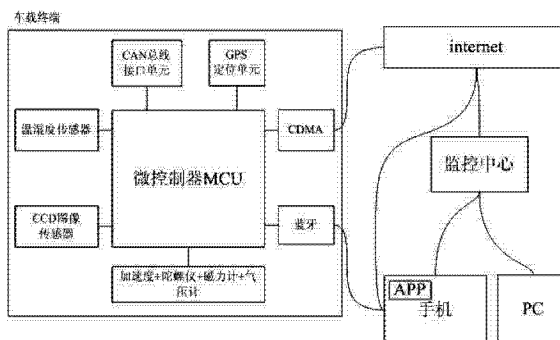 车载终端
CAN总线
接口单元
GPS
定位单元
internet
温湿度传感器
CDMA
微控制器MCU
监控中心
CCD图像
传感器
蓝牙
加速度+陀螺仪+磁力计+气
压计
APP
手机
PC